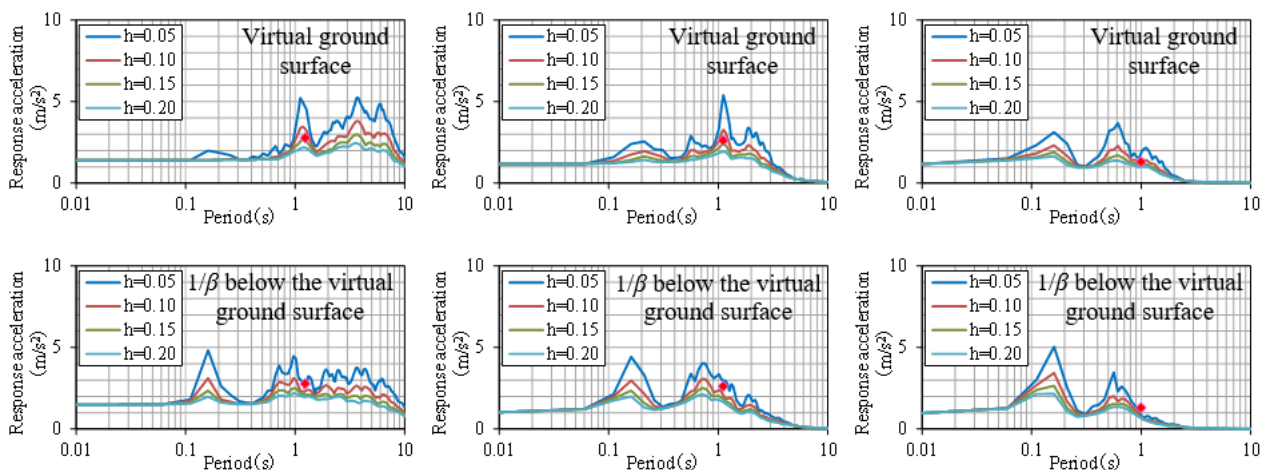 Response acceleration
(m/s²)
10
5
0
h=0.05
h=0.10
h=0.15
h=0.20
Virtual ground
surface
0.01 0.1 1 10
Period(s)
Response acceleration
(m/s²)
10
5
0
h=0.05
h=0.10
h=0.15
h=0.20
Virtual ground
surface
0.01 0.1 1 10
Period(s)
Response acceleration
(m/s²)
10
5
0
h=0.05
h=0.10
h=0.15
h=0.20
Virtual ground
surface
0.01 0.1 1 10
Period(s)
Response acceleration
(m/s²)
10
5
0
h=0.05
h=0.10
h=0.15
h=0.20
1/β below the virtual
ground surface
0.01 0.1 1 10
Period(s)
Response acceleration
(m/s²)
10
5
0
h=0.05
h=0.10
h=0.15
h=0.20
1/β below the virtual
ground surface
0.01 0.1 1 10
Period(s)
Response acceleration
(m/s²)
10
5
0
h=0.05
h=0.10
h=0.15
h=0.20
1/β below the virtual
ground surface
0.01 0.1 1 10
Period(s)